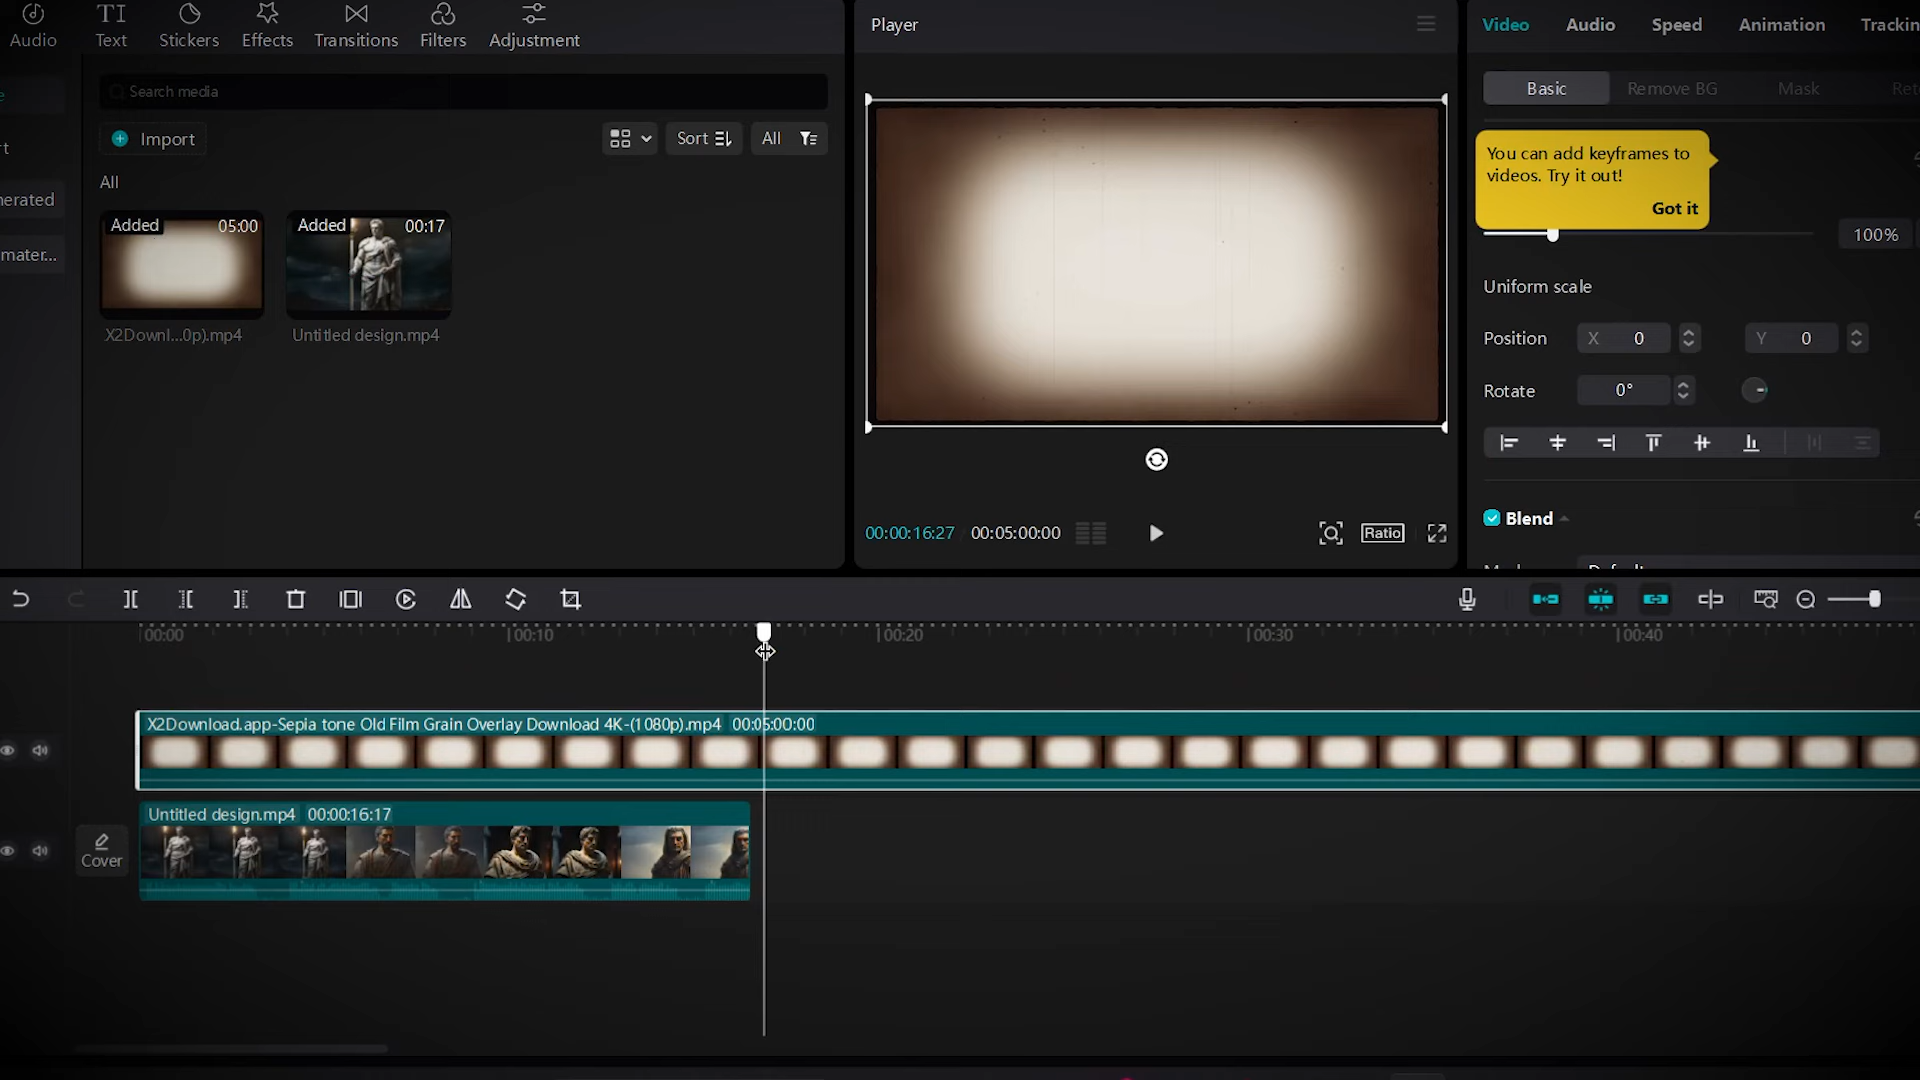 Audio
Text
Stickers
Effects
Transitions
Filters
Adjustment
Search media
Import
Sort
All
All
Added 05:00
X2Downl...0p).mp4
Added 00:17
Untitled design.mp4
mater...
Player
00:00:16:27 00:05:00:00
Ratio
Video
Audio
Speed
Animation
Basic
Remove BG
Mask
You can add keyframes to
videos. Try it out!
Got it
100%
Uniform scale
Position X 0 Y 0
Rotate 0°
Blend
00:00 00:10 00:20 00:30 00:40
X2Download.app-Sepia tone Old Film Grain Overlay Download 4K-(1080p).mp4 00:05:00:00
Cover
Untitled design.mp4 00:00:16:17